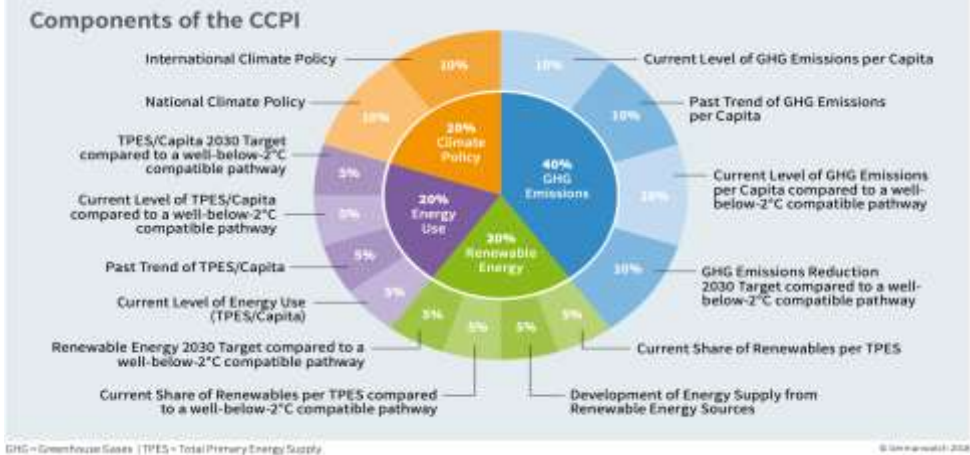 Components of the CCPI
International Climate Policy
National Climate Policy
TPES/Capita 2030 Target
compared to a well-below-2°C
compatible pathway
Current Level of TPES/Capita
compared to a well-below-2°C
compatible pathway
Past Trend of TPES/Capita
Current Level of Energy Use
(TPES/Capita)
Renewable Energy 2030 Target compared to a
well-below-2°C compatible pathway
Current Share of Renewables per TPES compared
to a well-below-2°C compatible pathway
10%
10%
5%
5%
5%
5%
5%
5%
5%
5%
10%
10%
10%
10%
20%
Climate
Policy
20%
Energy
Use
20%
Renewable
Energy
40%
GHG
Emissions
Current Level of GHG Emissions per Capita
Past Trend of GHG Emissions
per Capita
Current Level of GHG Emissions
per Capita compared to a well-
below-2°C compatible pathway
GHG Emissions Reduction
2030 Target compared to a well-
below-2°C compatible pathway
Current Share of Renewables per TPES
Development of Energy Supply from
Renewable Energy Sources
GHG = Greenhouse Gases | TPES = Total Primary Energy Supply
© Germanwatch 2018